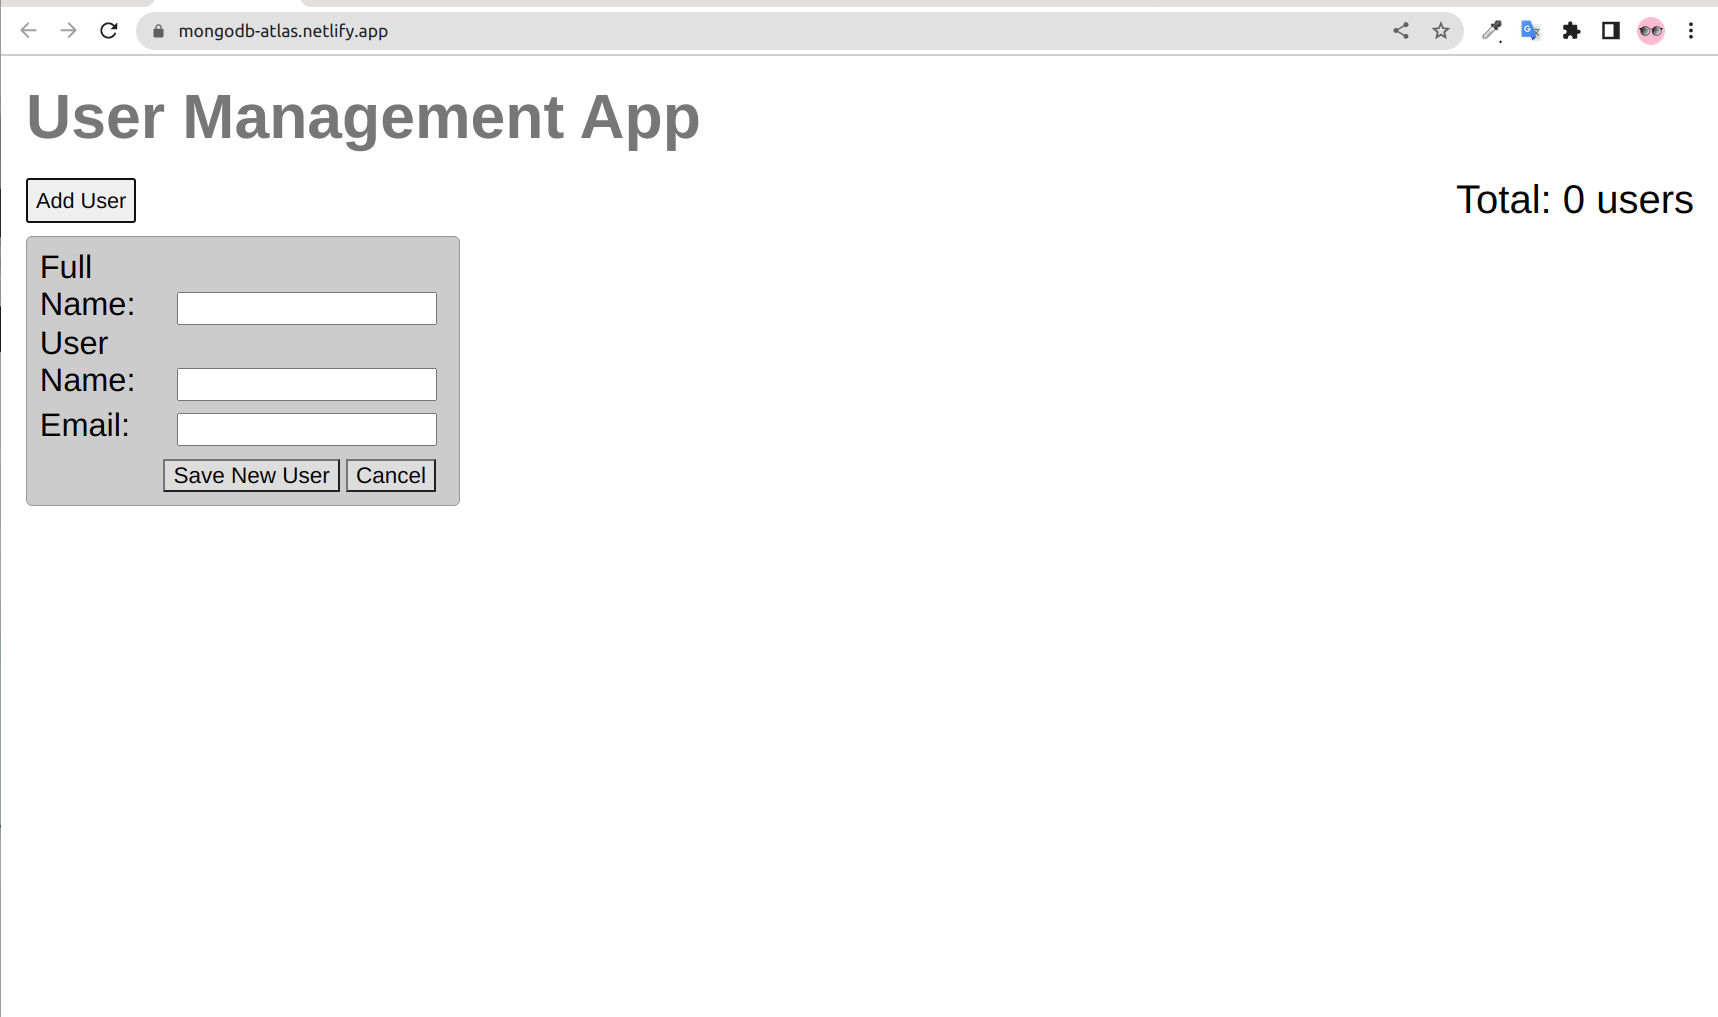 mongodb-atlas.netlify.app
User Management App
Add User
Total: 0 users
Full
Name:
User
Name:
Email:
Save New User
Cancel